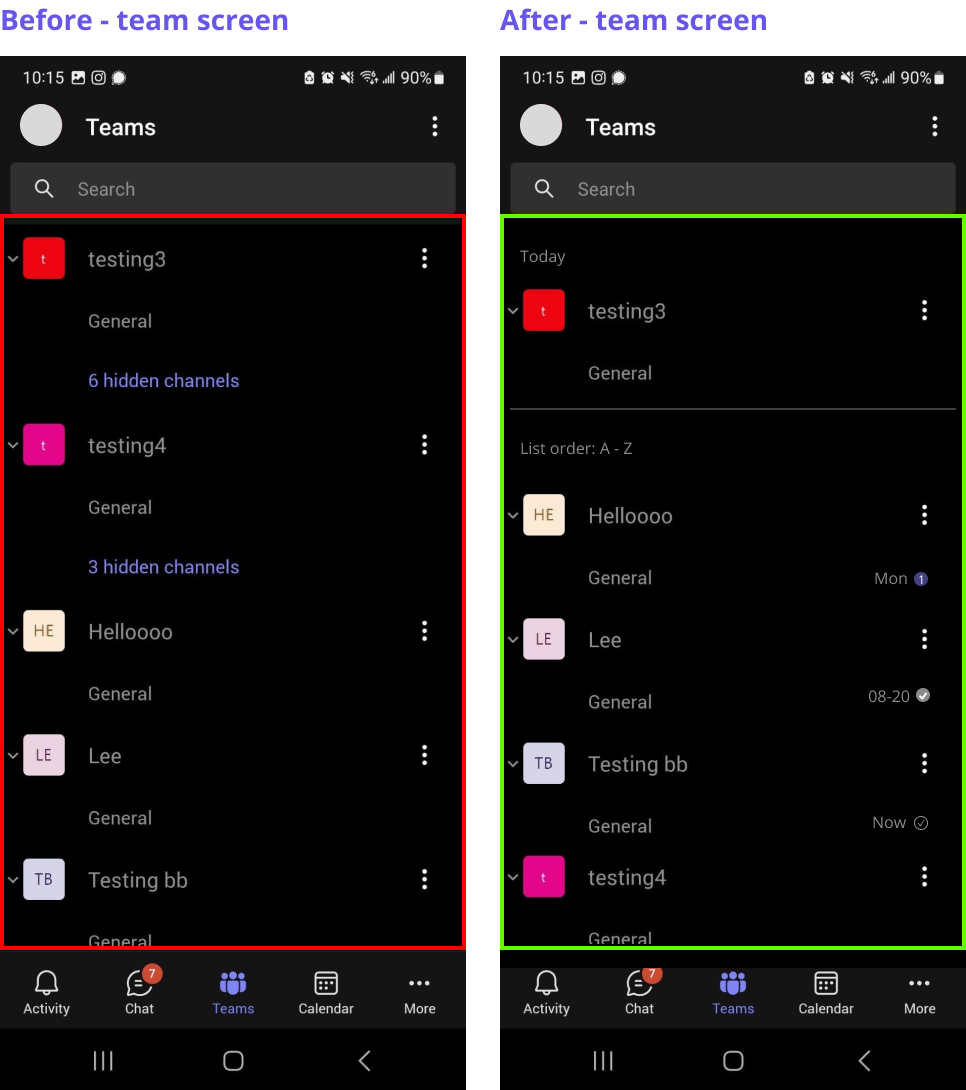 Before - team screen
10:15 90%
Teams
Search
t testing3
General
6 hidden channels
t testing4
General
3 hidden channels
HE Helloooo
General
LE Lee
General
TB Testing bb
General
7
Activity Chat Teams Calendar More
After - team screen
10:15 90%
Teams
Search
Today
t testing3
General
List order: A - Z
HE Helloooo
General Mon 1
LE Lee
General 08-20
TB Testing bb
General Now
t testing4
General
7
Activity Chat Teams Calendar More